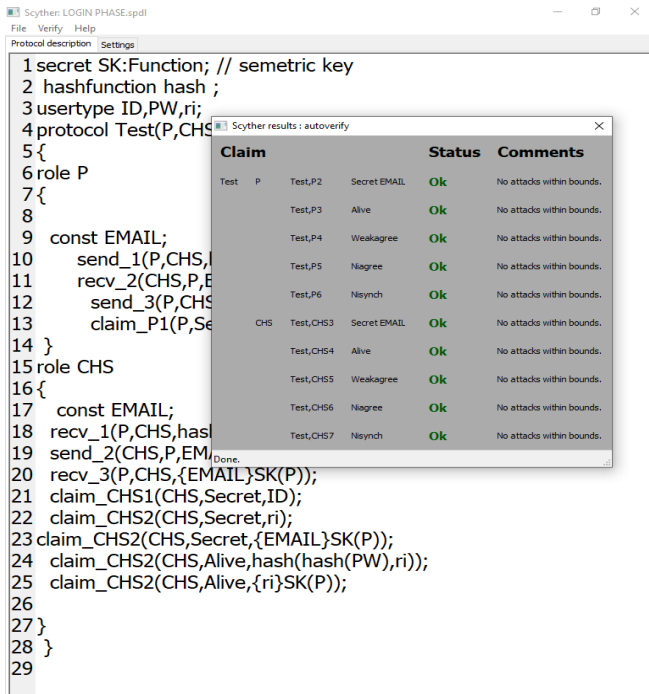 Scyther: LOGIN PHASE.spdl
File Verify Help
Protocol description Settings
1 secret SK:Function; // semetric key
2 hashfunction hash ;
3 usertype ID,PW,ri;
4 protocol Test(P,CHS
5 {
6 role P
7 {
8
9 const EMAIL;
10 send_1(P,CHS,
11 recv_2(CHS,P,E
12 send_3(P,CHS
13 claim_P1(P,Se
14 }
15 role CHS
16 {
17 const EMAIL;
18 recv_1(P,CHS,hash
19 send_2(CHS,P,EMA
20 recv_3(P,CHS,{EMAIL}SK(P));
21 claim_CHS1(CHS,Secret,ID);
22 claim_CHS2(CHS,Secret,ri);
23 claim_CHS2(CHS,Secret,{EMAIL}SK(P));
24 claim_CHS2(CHS,Alive,hash(hash(PW),ri));
25 claim_CHS2(CHS,Alive,{ri}SK(P));
26
27 }
28 }
29
Scyther results : autoverify
Claim Status Comments
Test P Test,P2 Secret EMAIL Ok No attacks within bounds.
Test,P3 Alive Ok No attacks within bounds.
Test,P4 Weakagree Ok No attacks within bounds.
Test,P5 Niagree Ok No attacks within bounds.
Test,P6 Nisynch Ok No attacks within bounds.
CHS Test,CHS3 Secret EMAIL Ok No attacks within bounds.
Test,CHS4 Alive Ok No attacks within bounds.
Test,CHS5 Weakagree Ok No attacks within bounds.
Test,CHS6 Niagree Ok No attacks within bounds.
Test,CHS7 Nisynch Ok No attacks within bounds.
Done.